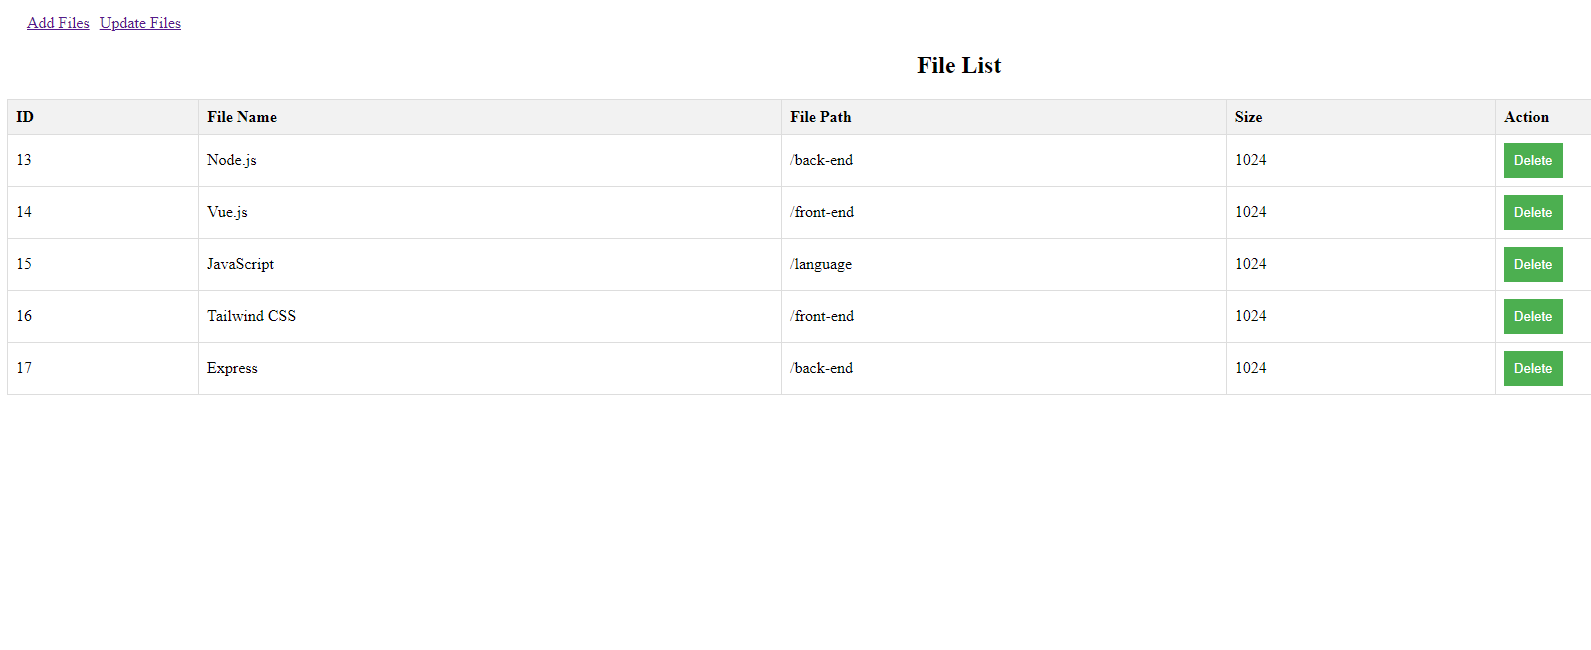 Add Files Update Files
File List
ID File Name File Path Size Action
13 Node.js /back-end 1024 Delete
14 Vue.js /front-end 1024 Delete
15 JavaScript /language 1024 Delete
16 Tailwind CSS /front-end 1024 Delete
17 Express /back-end 1024 Delete